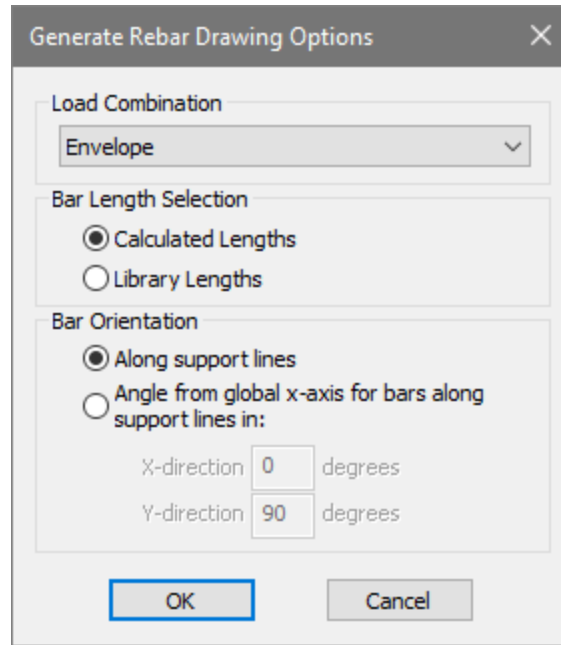 Generate Rebar Drawing Options
Load Combination
Envelope
Bar Length Selection
Calculated Lengths
Library Lengths
Bar Orientation
Along support lines
Angle from global x-axis for bars along
support lines in:
X-direction 0 degrees
Y-direction 90 degrees
OK Cancel